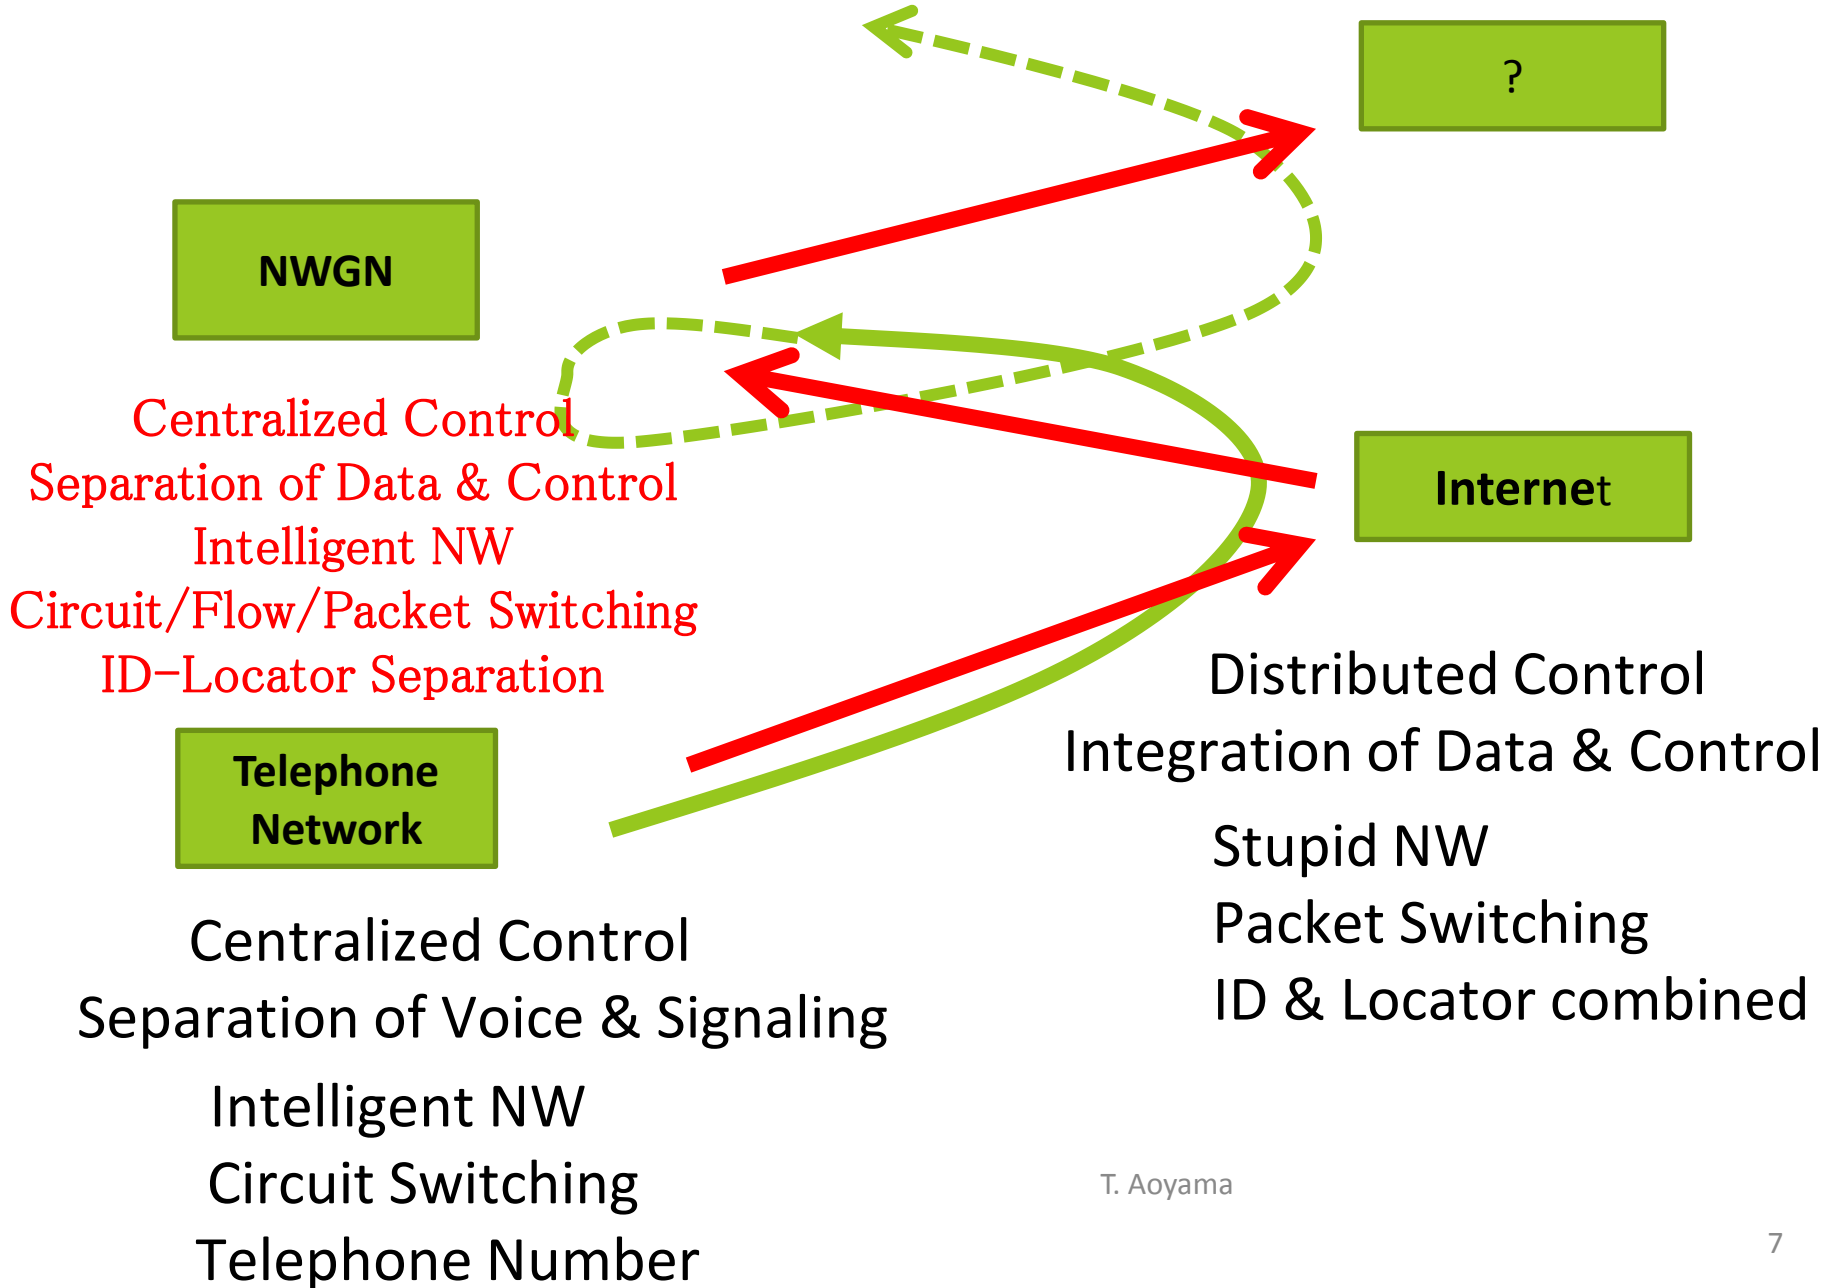 ?
NWGN
Centralized Control
Separation of Data & Control
Intelligent NW
Circuit/Flow/Packet Switching
ID-Locator Separation
Internet
Distributed Control
Integration of Data & Control
Stupid NW
Packet Switching
ID & Locator combined
Telephone
Network
Centralized Control
Separation of Voice & Signaling
Intelligent NW
Circuit Switching
Telephone Number
T. Aoyama
7